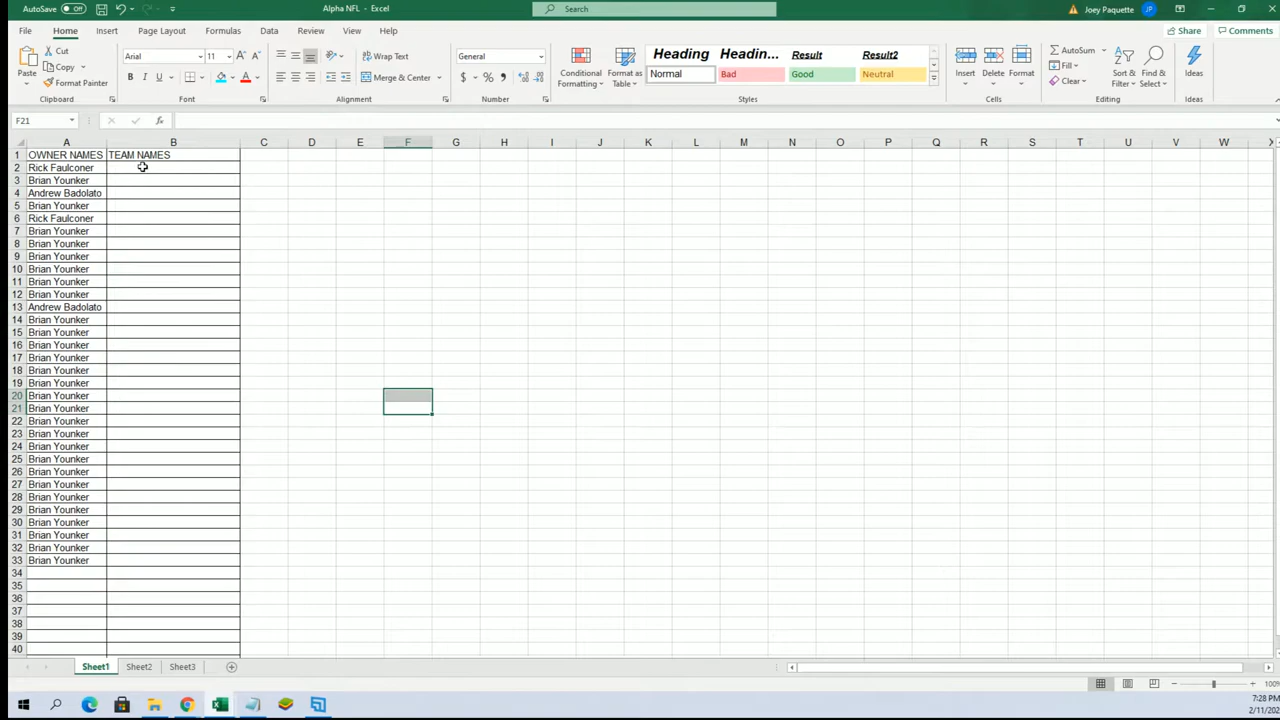 AutoSave Off
Alpha NFL - Excel
Search
Joey Paquette
JP
File Home Insert Page Layout Formulas Data Review View Help
Share Comments
Paste
Cut
Copy
Format Painter
Clipboard
Arial 11
B I U
A A
Font
Wrap Text
Merge & Center
Alignment
General
$ % 9
Number
Conditional Formatting
Format as Table
Heading Headin... Result Result2
Normal Bad Good Neutral
Styles
Insert Delete Format
Cells
AutoSum
Fill
Clear
Sort & Filter
Find & Select
Editing
Ideas
Ideas
F21
fx
A B C D E F G H I J K L M N O P Q R S T U V W X
1 OWNER NAMES TEAM NAMES
2 Rick Faulconer
3 Brian Younker
4 Andrew Badolato
5 Brian Younker
6 Rick Faulconer
7 Brian Younker
8 Brian Younker
9 Brian Younker
10 Brian Younker
11 Brian Younker
12 Brian Younker
13 Andrew Badolato
14 Brian Younker
15 Brian Younker
16 Brian Younker
17 Brian Younker
18 Brian Younker
19 Brian Younker
20 Brian Younker
21 Brian Younker
22 Brian Younker
23 Brian Younker
24 Brian Younker
25 Brian Younker
26 Brian Younker
27 Brian Younker
28 Brian Younker
29 Brian Younker
30 Brian Younker
31 Brian Younker
32 Brian Younker
33 Brian Younker
34
35
36
37
38
39
40
Sheet1 Sheet2 Sheet3
100%
7:28 PM
2/11/202